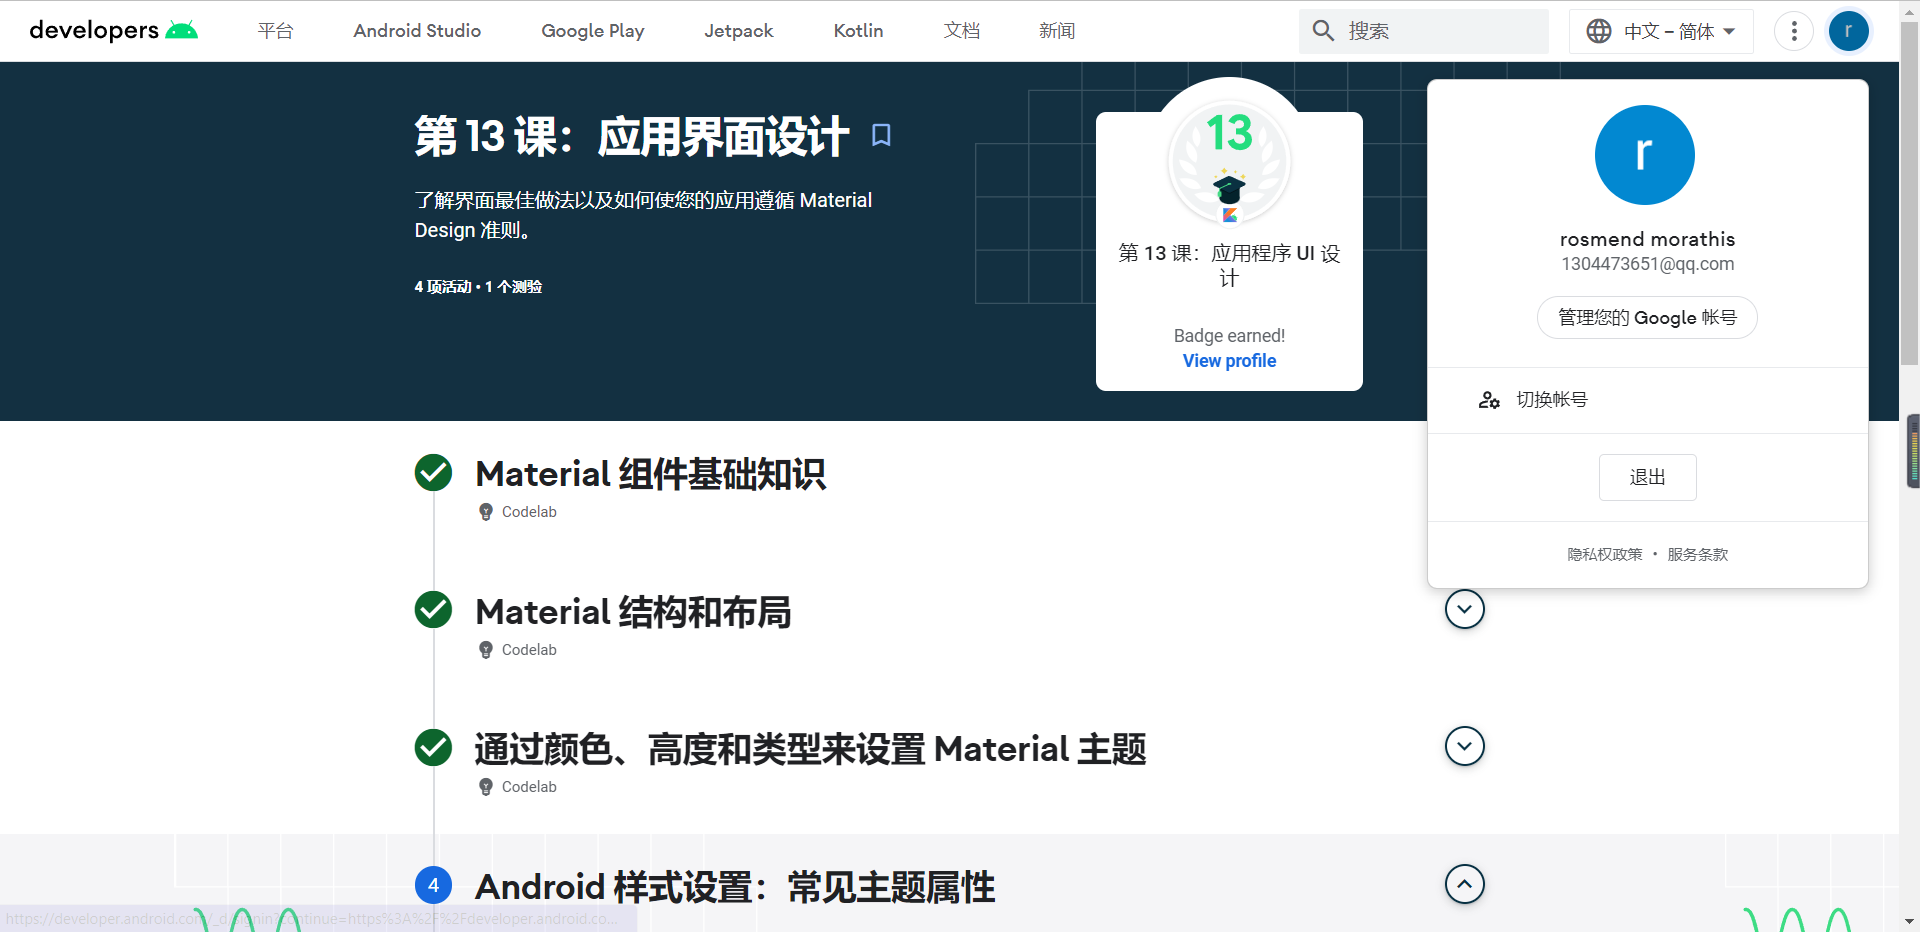 developers
平台
Android Studio
Google Play
Jetpack
Kotlin
文档
新闻
搜索
中文 – 简体
r
第 13 课：应用界面设计
了解界面最佳做法以及如何使您的应用遵循 Material
Design 准则。
4 项活动 • 1 个测验
13
第 13 课：应用程序 UI 设
计
Badge earned!
View profile
r
rosmend morathis
1304473651@qq.com
管理您的 Google 帐号
切换帐号
退出
隐私权政策 • 服务条款
Material 组件基础知识
Codelab
Material 结构和布局
Codelab
通过颜色、高度和类型来设置 Material 主题
Codelab
4
Android 样式设置：常见主题属性
https://developer.android.com/_d/signin?continue=https%3A%2F%2Fdeveloper.android.co...